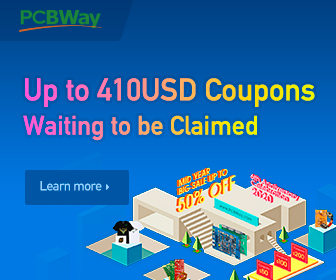 PCBWay
Up to 410USD Coupons
Waiting to be Claimed
MID YEAR
BIG SALE UP TO
50% OFF
2020
Learn more